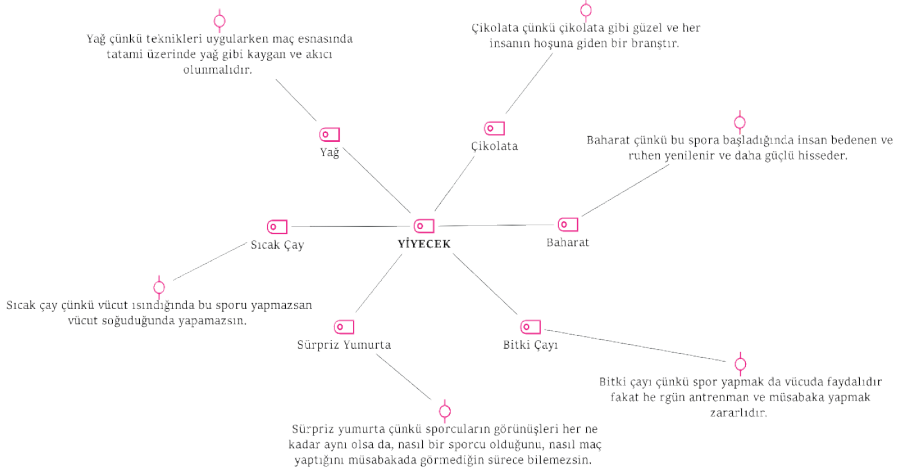 Yağ çünkü teknikleri uygularken maç esnasında
tatami üzerinde yağ gibi kaygan ve akıcı
olunmalıdır.
Çikolata çünkü çikolata gibi güzel ve her
insanın hoşuna giden bir branştır.
Yağ
Çikolata
Baharat çünkü bu spora başladığında insan bedenen ve
ruhen yenilenir ve daha güçlü hisseder.
Sıcak Çay
YİYECEK
Baharat
Sıcak çay çünkü vücut ısındığında bu sporu yapmazsan
vücut soğuduğunda yapamazsın.
Sürpriz Yumurta
Bitki Çayı
Bitki çayı çünkü spor yapmak da vücuda faydalıdır
fakat he rgün antrenman ve müsabaka yapmak
zararlıdır.
Sürpriz yumurta çünkü sporcuların görünüşleri her ne
kadar aynı olsa da, nasıl bir sporcu olduğunu, nasıl maç
yaptığını müsabakada görmediğin sürece bilemezsin.